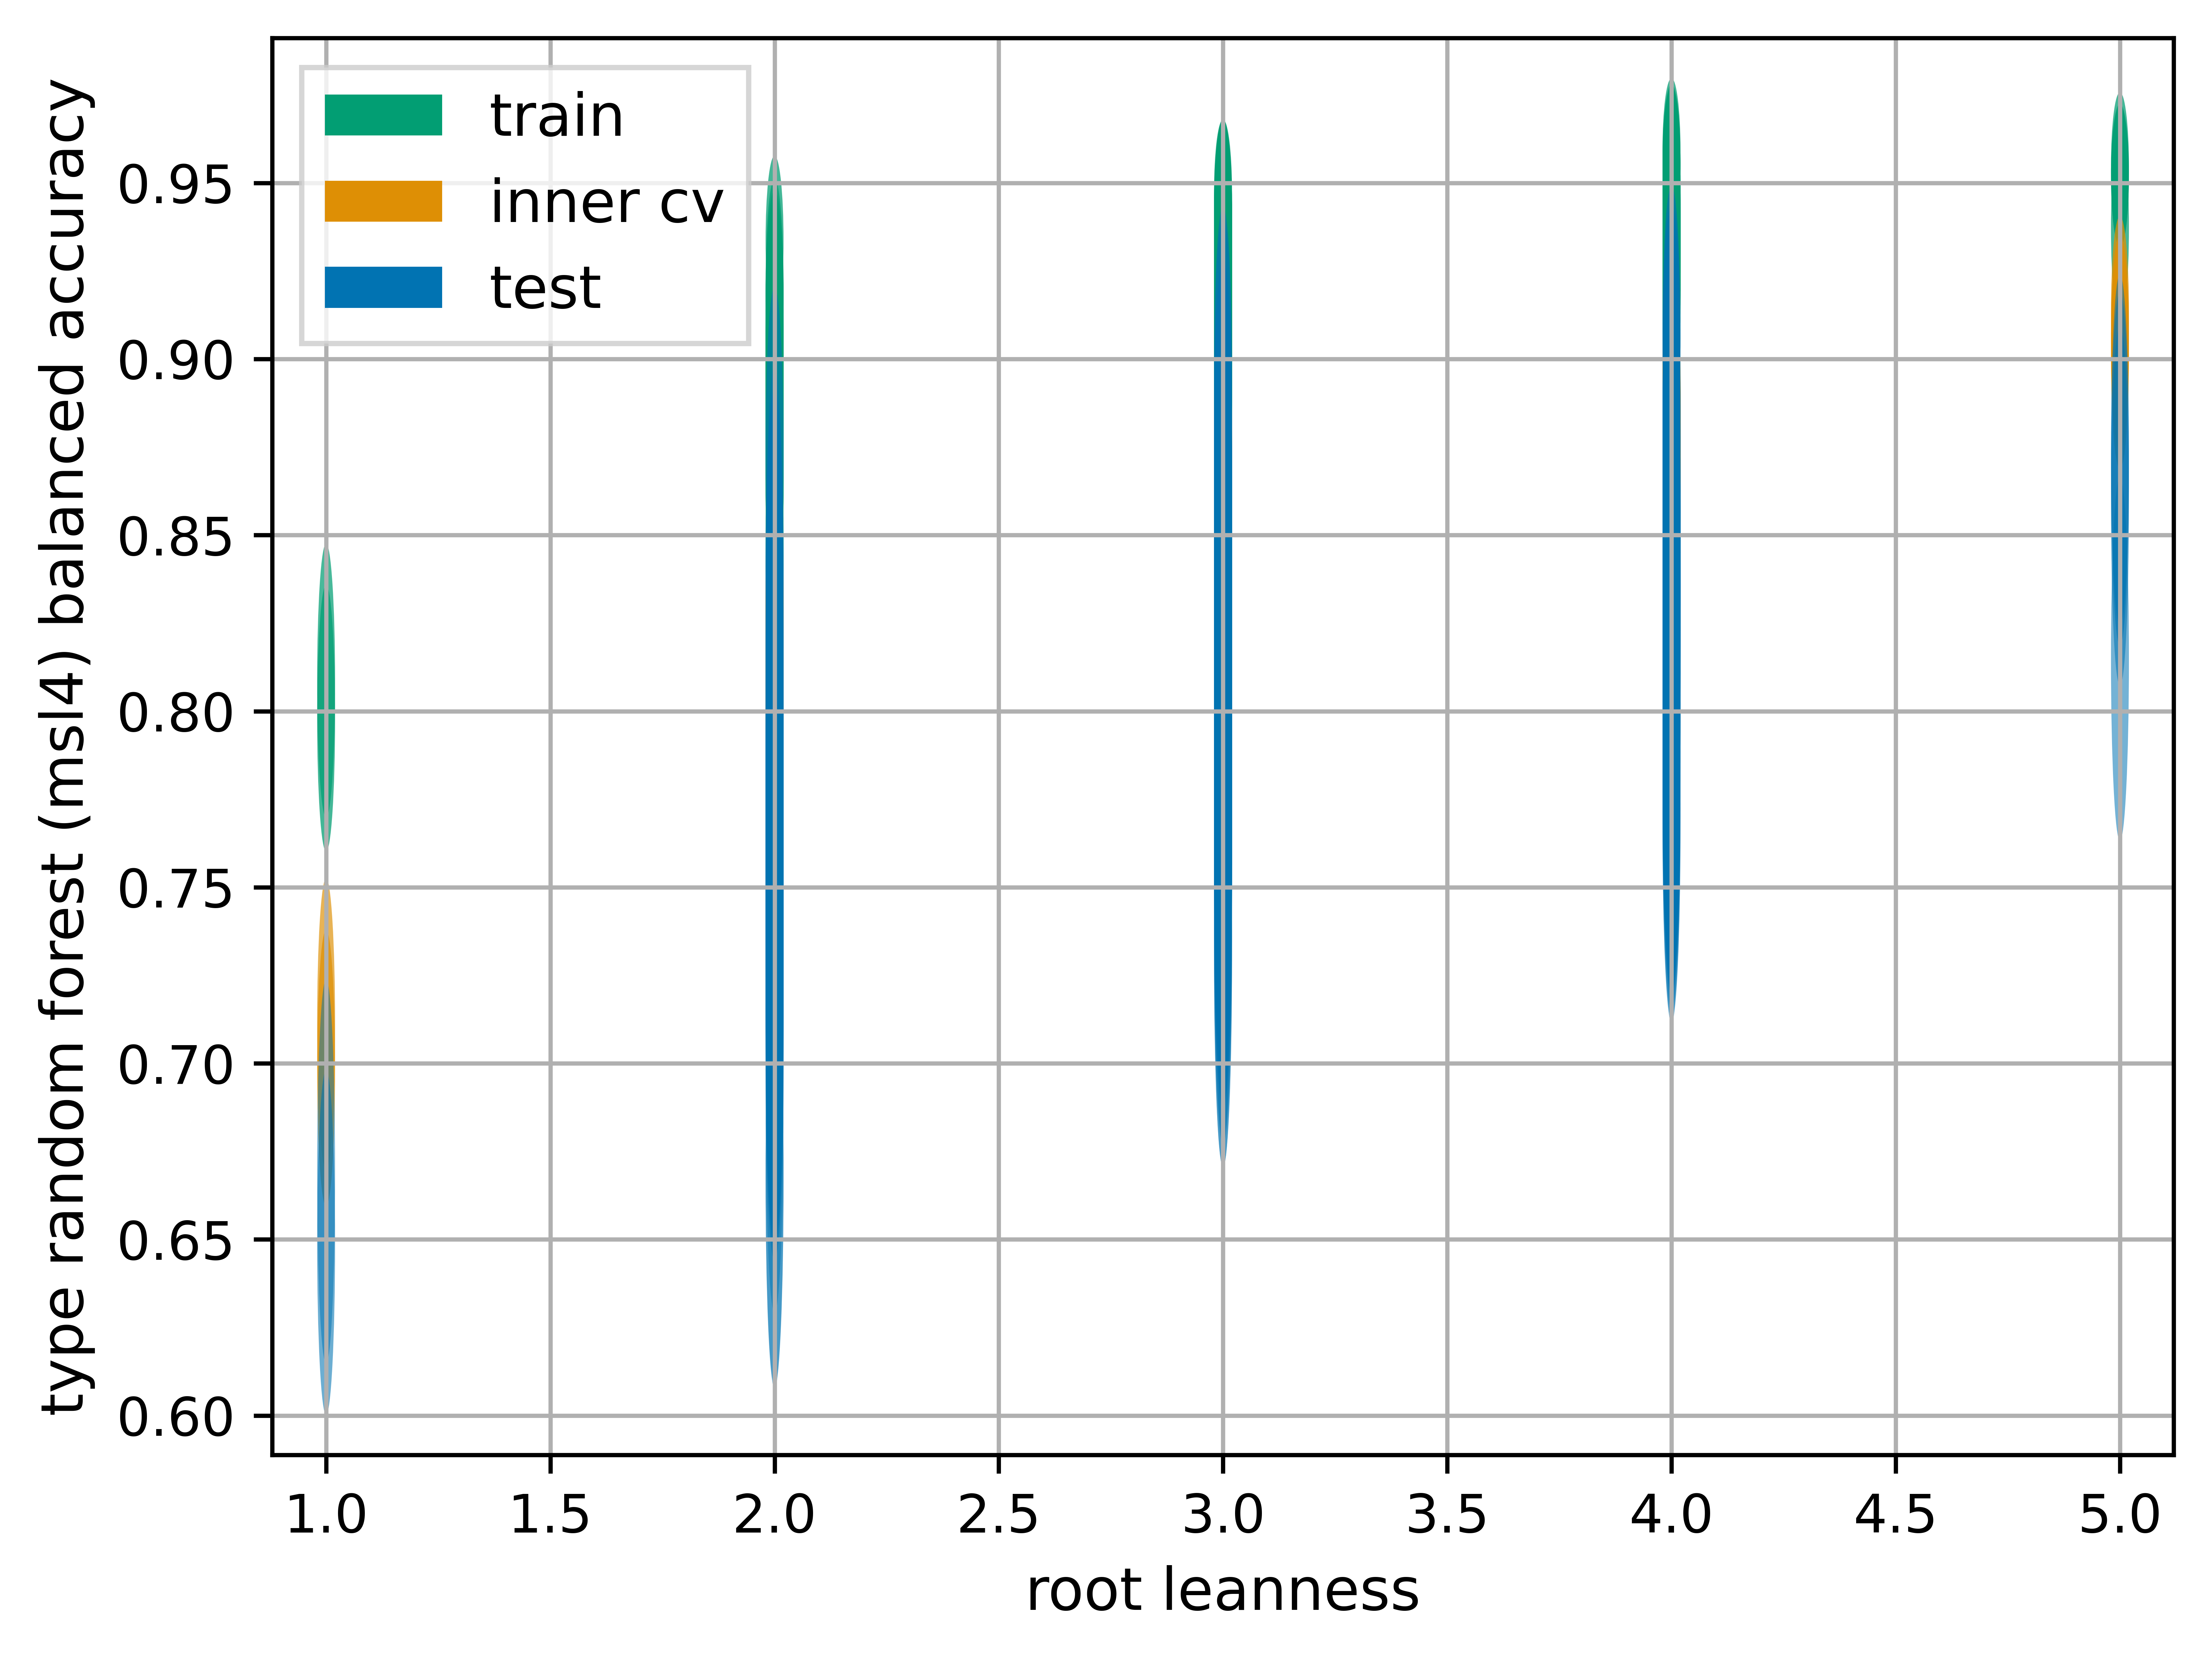 type random forest (msl4) balanced accuracy
train
inner cv
test
0.95
0.90
0.85
0.80
0.75
0.70
0.65
0.60
1.0 1.5 2.0 2.5 3.0 3.5 4.0 4.5 5.0
root leanness